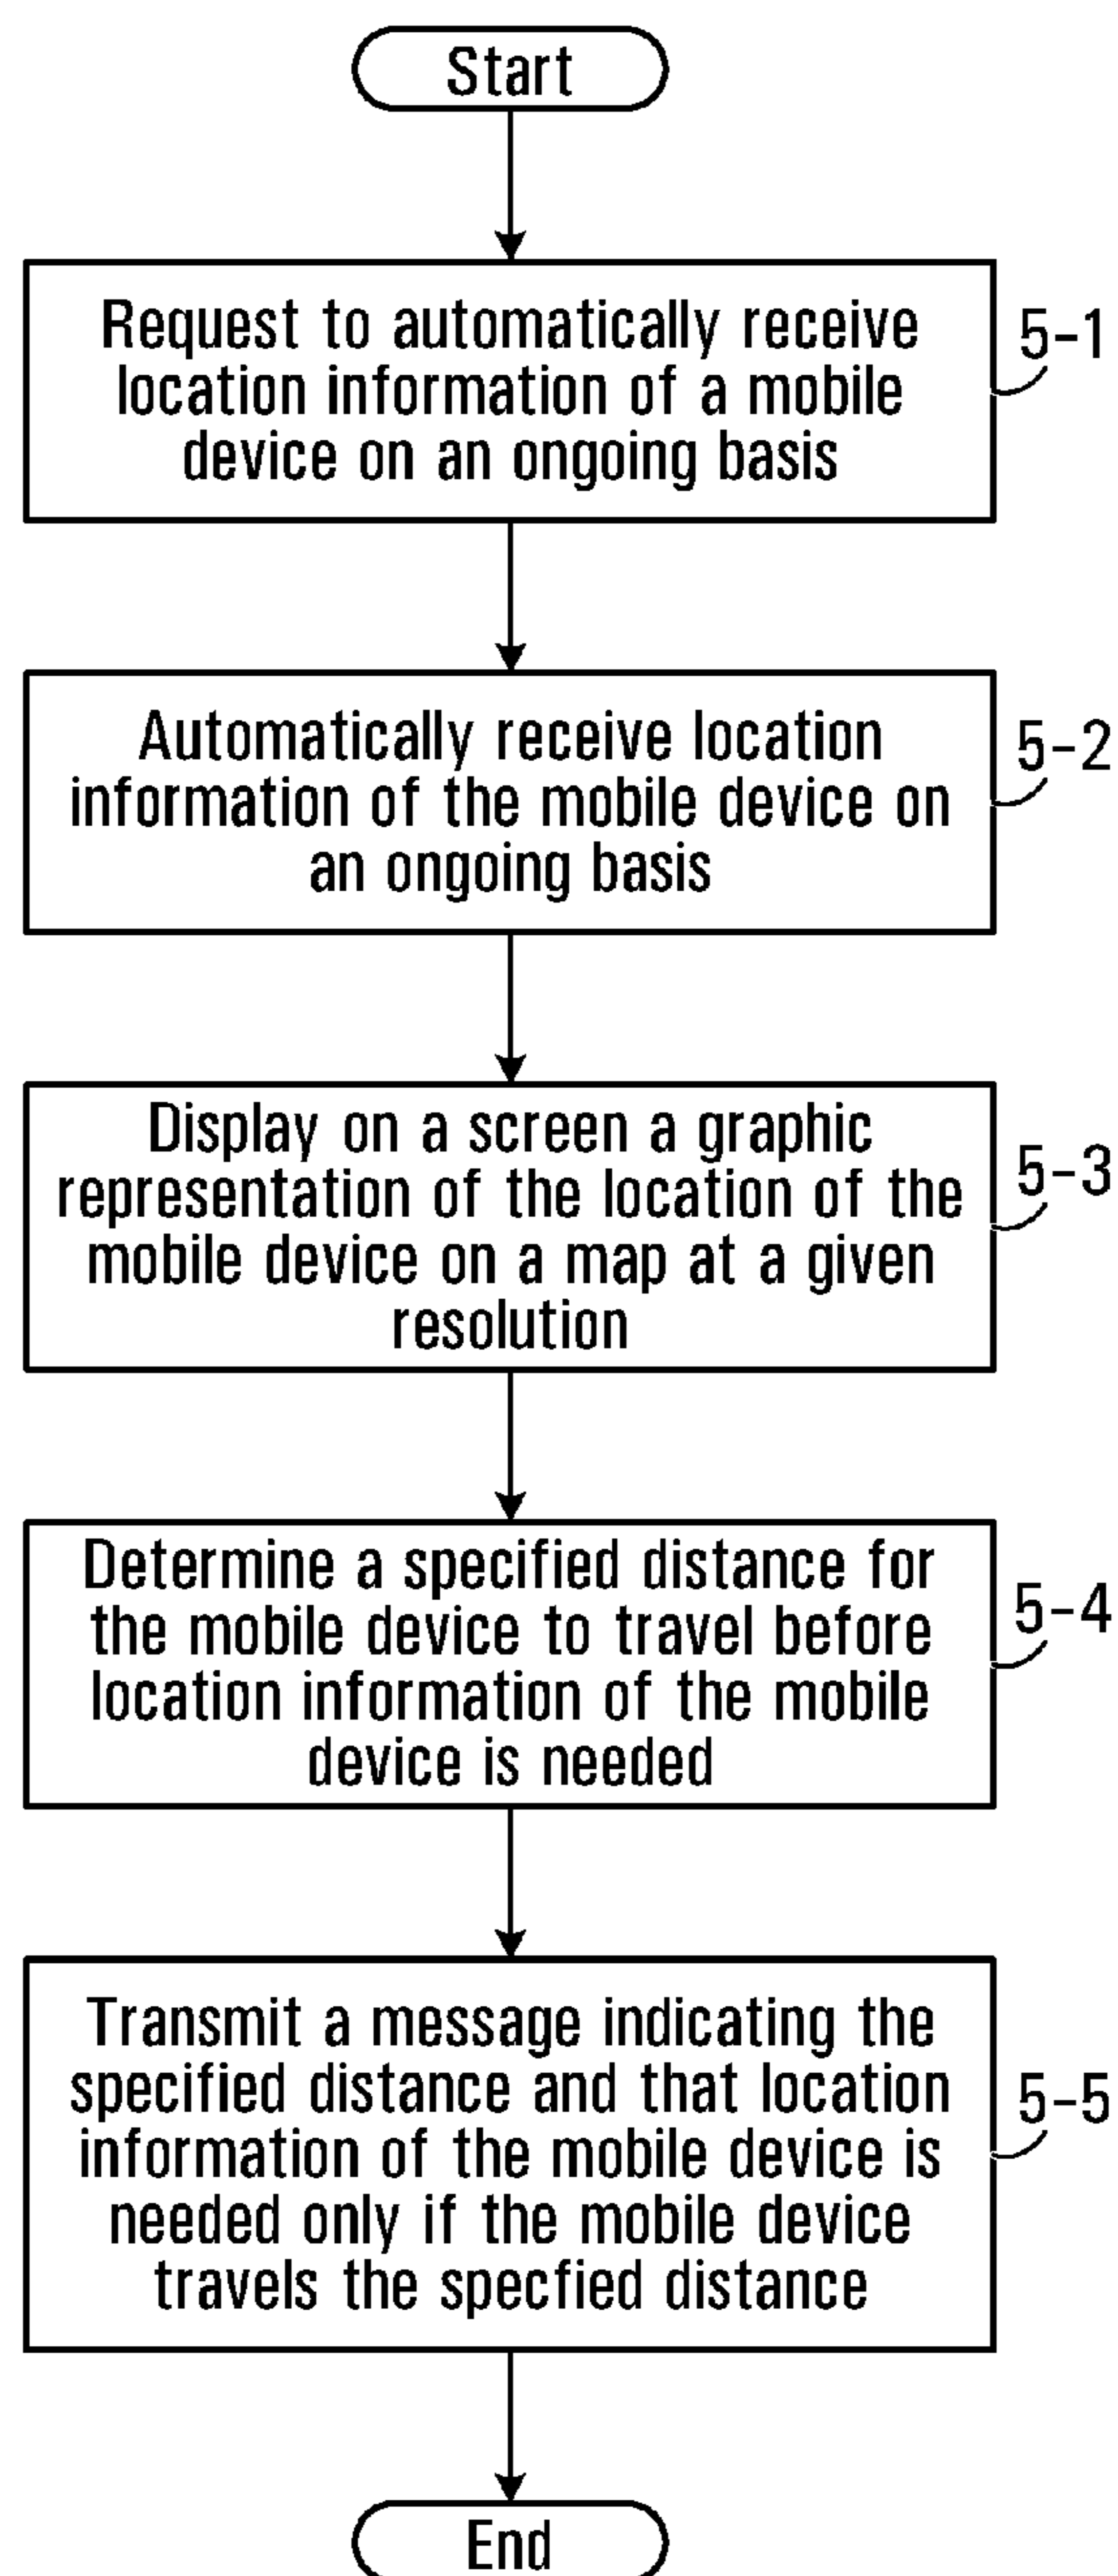 Start
Request to automatically receive
location information of a mobile
device on an ongoing basis
5-1
Automatically receive location
information of the mobile device on
an ongoing basis
5-2
Display on a screen a graphic
representation of the location of the
mobile device on a map at a given
resolution
5-3
Determine a specified distance for
the mobile device to travel before
location information of the mobile
device is needed
5-4
Transmit a message indicating the
specified distance and that location
information of the mobile device is
needed only if the mobile device
travels the specfied distance
5-5
End